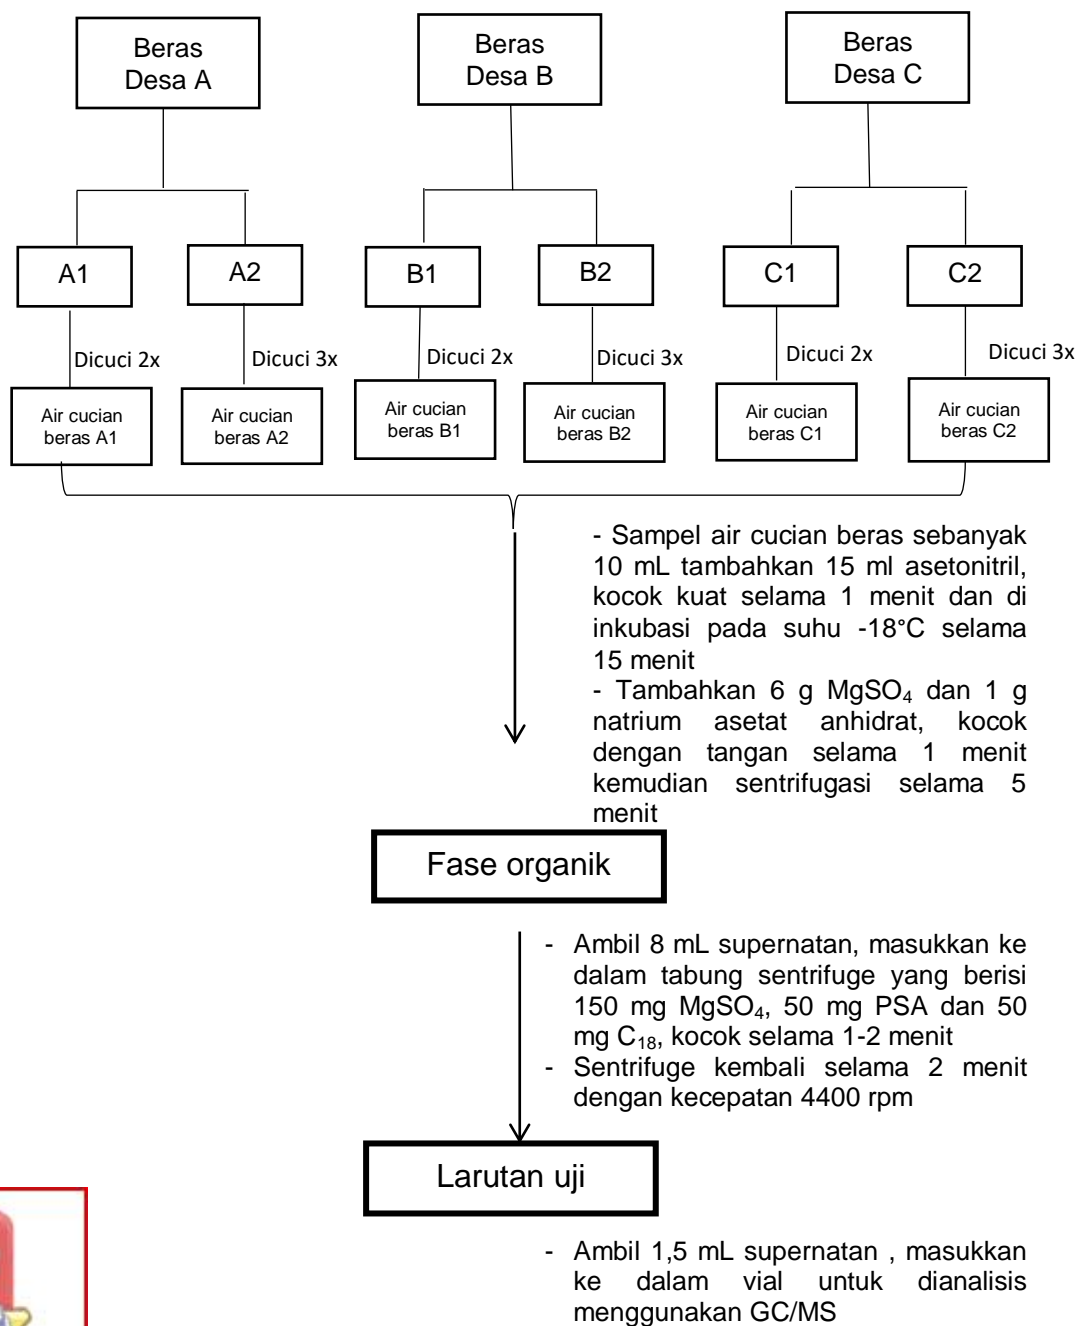 Beras
Desa A
Beras
Desa B
Beras
Desa C
A1
A2
B1
B2
C1
C2
Dicuci 2x
Dicuci 3x
Dicuci 2x
Dicuci 3x
Dicuci 2x
Dicuci 3x
Air cucian
beras A1
Air cucian
beras A2
Air cucian
beras B1
Air cucian
beras B2
Air cucian
beras C1
Air cucian
beras C2
- Sampel air cucian beras sebanyak
10 mL tambahkan 15 ml asetonitril,
kocok kuat selama 1 menit dan di
inkubasi pada suhu -18°C selama
15 menit
- Tambahkan 6 g MgSO₄ dan 1 g
natrium asetat anhidrat, kocok
dengan tangan selama 1 menit
kemudian sentrifugasi selama 5
menit
Fase organik
- Ambil 8 mL supernatan, masukkan ke
dalam tabung sentrifuge yang berisi
150 mg MgSO₄, 50 mg PSA dan 50
mg C₁₈, kocok selama 1-2 menit
- Sentrifuge kembali selama 2 menit
dengan kecepatan 4400 rpm
Larutan uji
- Ambil 1,5 mL supernatan , masukkan
ke dalam vial untuk dianalisis
menggunakan GC/MS